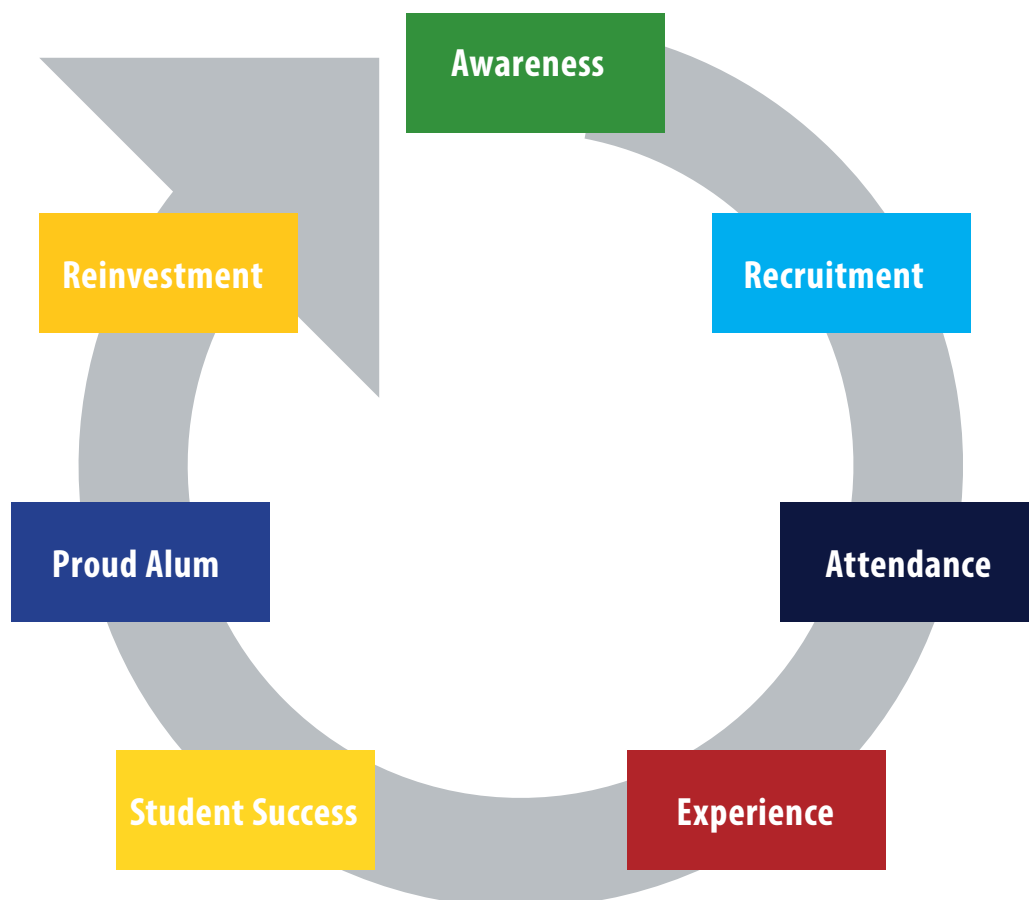 Awareness
Recruitment
Attendance
Experience
Student Success
Proud Alum
Reinvestment